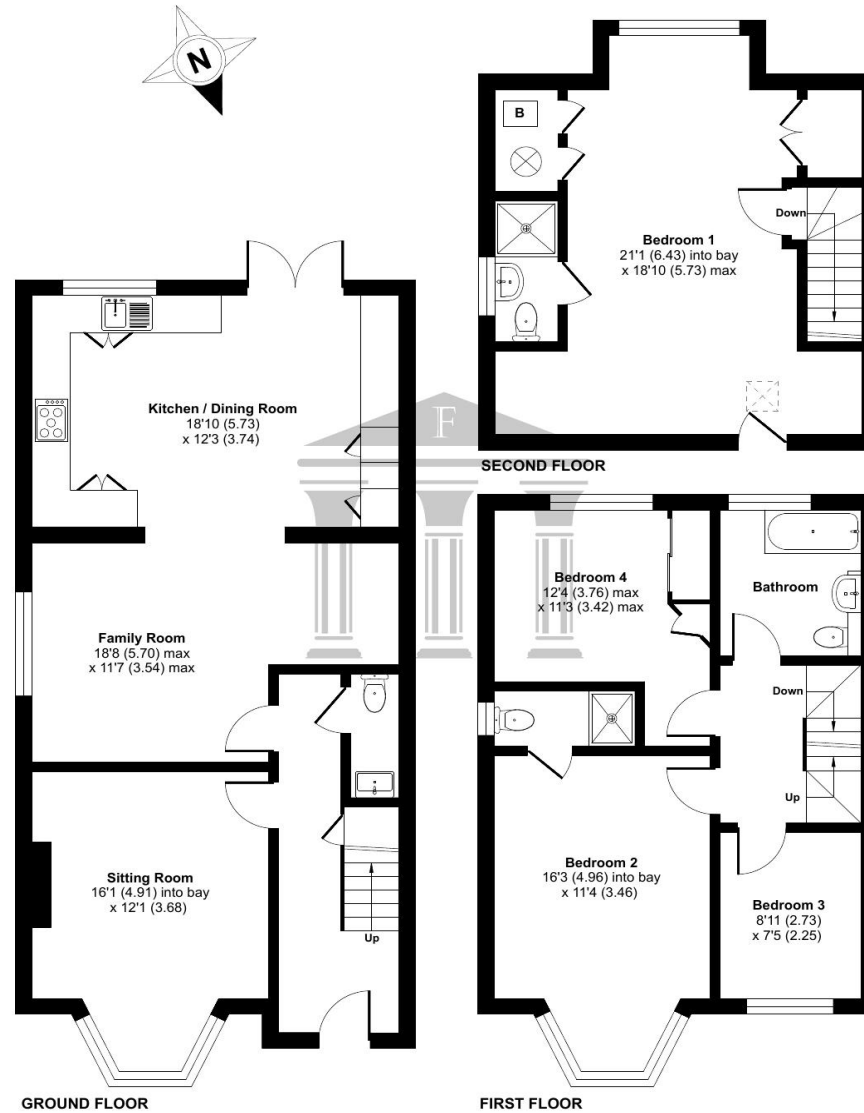 N
Kitchen / Dining Room
18'10 (5.73)
x 12'3 (3.74)
Family Room
18'8 (5.70) max
x 11'7 (3.54) max
Sitting Room
16'1 (4.91) into bay
x 12'1 (3.68)
Up
GROUND FLOOR
B
Down
Bedroom 1
21'1 (6.43) into bay
x 18'10 (5.73) max
F
SECOND FLOOR
Bedroom 4
12'4 (3.76) max
x 11'3 (3.42) max
Bathroom
Down
Up
Bedroom 2
16'3 (4.96) into bay
x 11'4 (3.46)
Bedroom 3
8'11 (2.73)
x 7'5 (2.25)
FIRST FLOOR